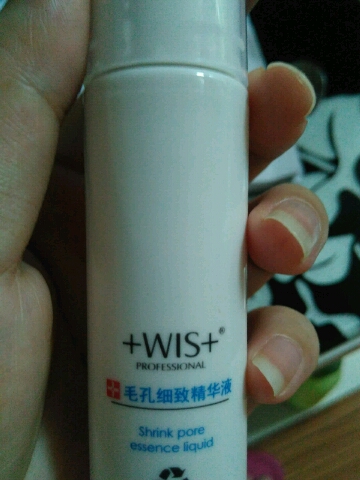 +WIS+®
PROFESSIONAL
毛孔细致精华液
Shrink pore
essence liquid